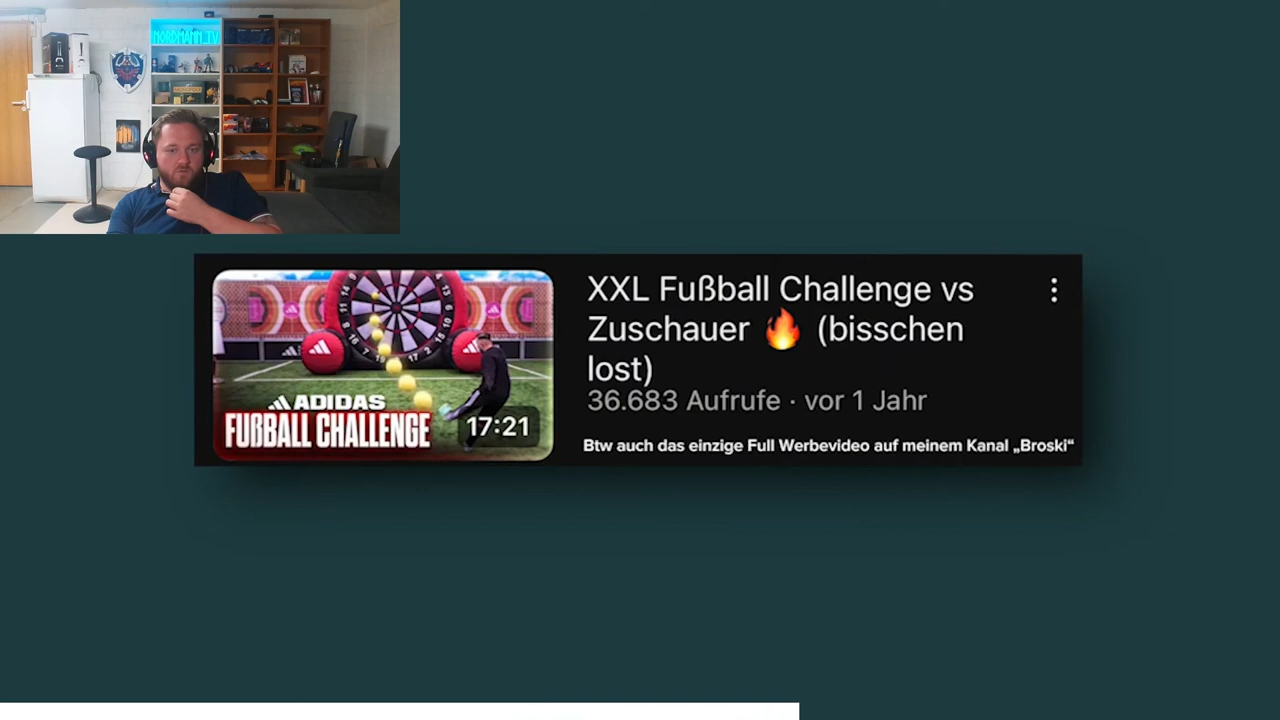 XXL Fußball Challenge vs
Zuschauer 🔥 (bisschen
lost)
36.683 Aufrufe · vor 1 Jahr
Btw auch das einzige Full Werbevideo auf meinem Kanal „Broski“
ADIDAS
FUẞBALL CHALLENGE
17:21